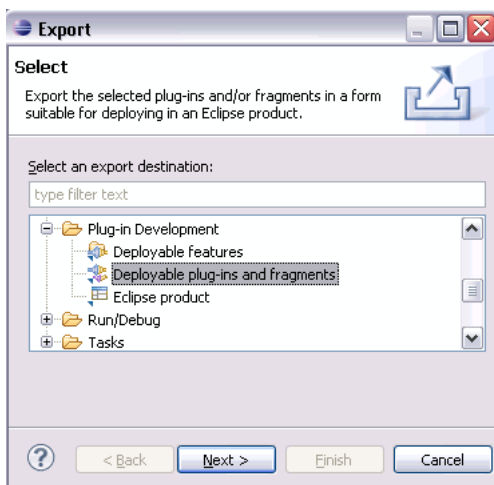 Export
Select
Export the selected plug-ins and/or fragments in a form
suitable for deploying in an Eclipse product.
Select an export destination:
type filter text
Plug-in Development
Deployable features
Deployable plug-ins and fragments
Eclipse product
Run/Debug
Tasks
? < Back Next > Finish Cancel